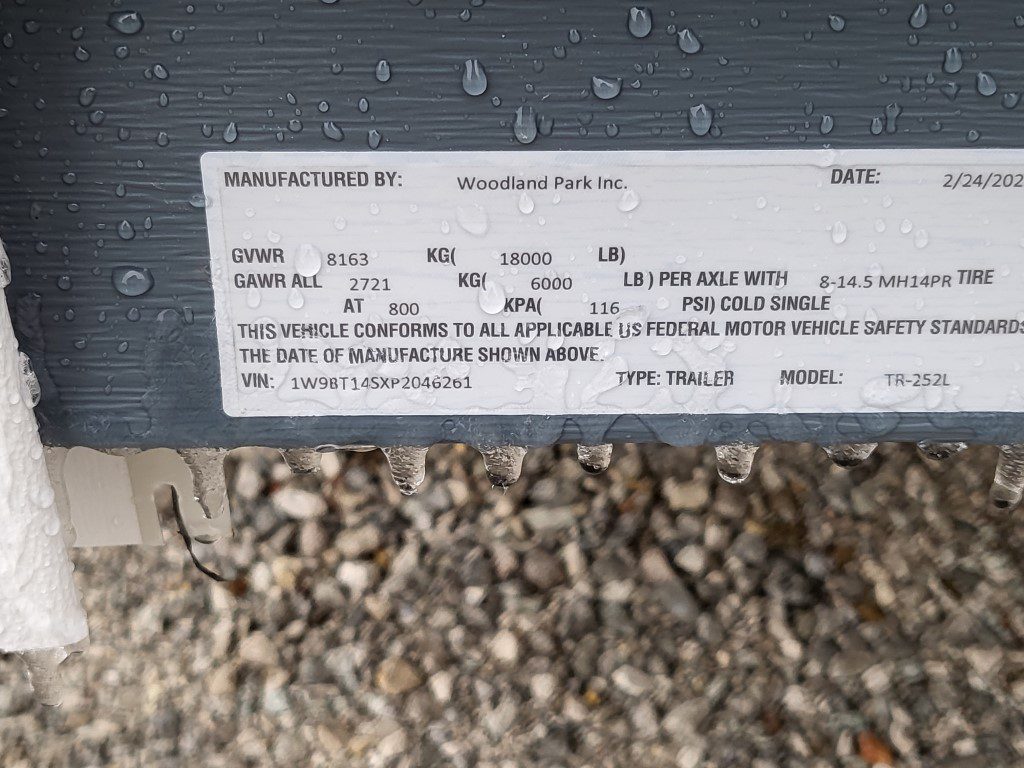 MANUFACTURED BY: Woodland Park Inc. DATE: 2/24/202
GVWR 8163 KG( 18000 LB)
GAWR ALL 2721 KG( 6000 LB ) PER AXLE WITH 8-14.5 MH14PR TIRE
AT 800 KPA( 116 PSI) COLD SINGLE
THIS VEHICLE CONFORMS TO ALL APPLICABLE US FEDERAL MOTOR VEHICLE SAFETY STANDARDS
THE DATE OF MANUFACTURE SHOWN ABOVE.
VIN: 1W9BT14SXP2046261 TYPE: TRAILER MODEL: TR-252L